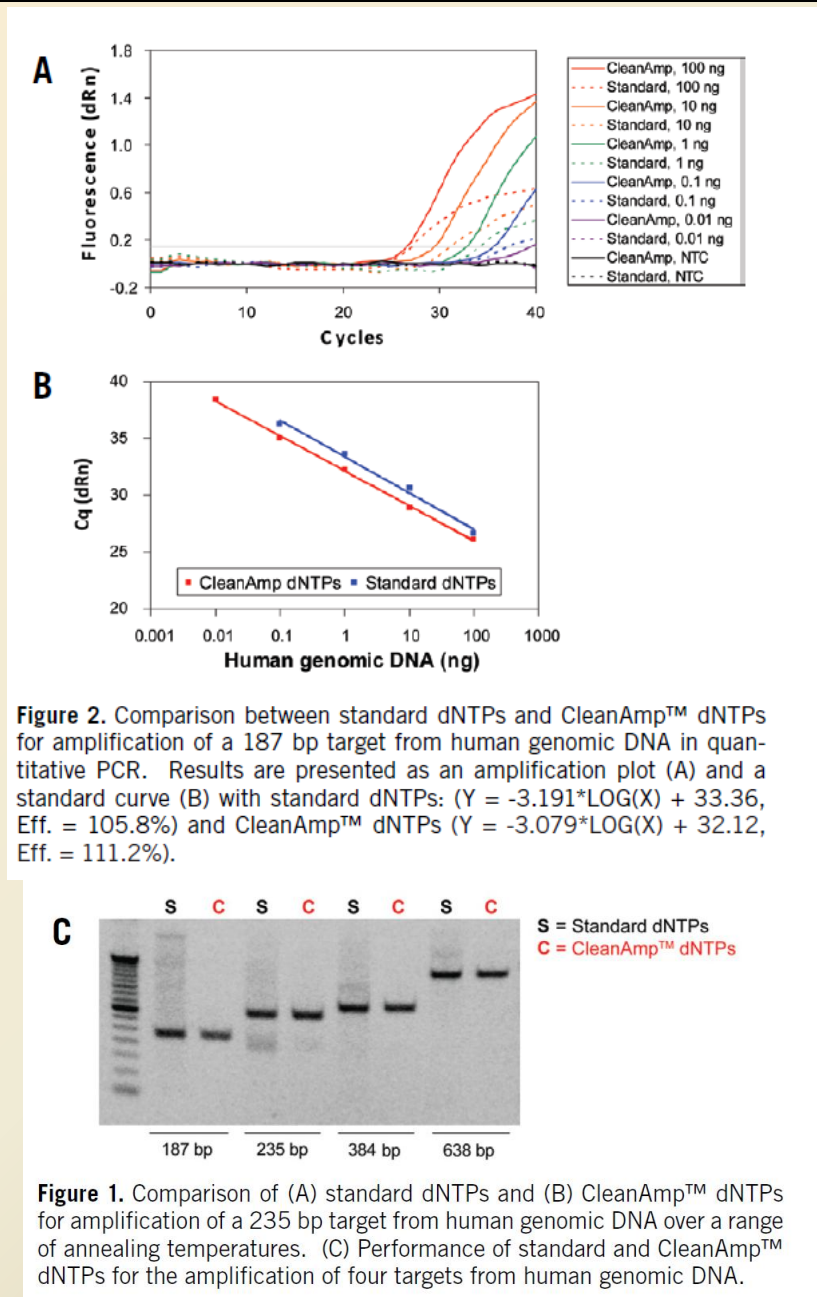 A
Fluorescence (dRn)
1.8
1.4
1.0
0.6
0.2
-0.2
0 10 20 30 40
Cycles
CleanAmp, 100 ng
Standard, 100 ng
CleanAmp, 10 ng
Standard, 10 ng
CleanAmp, 1 ng
Standard, 1 ng
CleanAmp, 0.1 ng
Standard, 0.1 ng
CleanAmp, 0.01 ng
Standard, 0.01 ng
CleanAmp, NTC
Standard, NTC
B
Cq (dRn)
40
35
30
25
20
CleanAmp dNTPs Standard dNTPs
0.001 0.01 0.1 1 10 100 1000
Human genomic DNA (ng)
Figure 2. Comparison between standard dNTPs and CleanAmp™ dNTPs
for amplification of a 187 bp target from human genomic DNA in quan-
titative PCR. Results are presented as an amplification plot (A) and a
standard curve (B) with standard dNTPs: (Y = -3.191*LOG(X) + 33.36,
Eff. = 105.8%) and CleanAmp™ dNTPs (Y = -3.079*LOG(X) + 32.12,
Eff. = 111.2%).
C
S C S C S C S C
S = Standard dNTPs
C = CleanAmp™ dNTPs
187 bp 235 bp 384 bp 638 bp
Figure 1. Comparison of (A) standard dNTPs and (B) CleanAmp™ dNTPs
for amplification of a 235 bp target from human genomic DNA over a range
of annealing temperatures. (C) Performance of standard and CleanAmp™
dNTPs for the amplification of four targets from human genomic DNA.